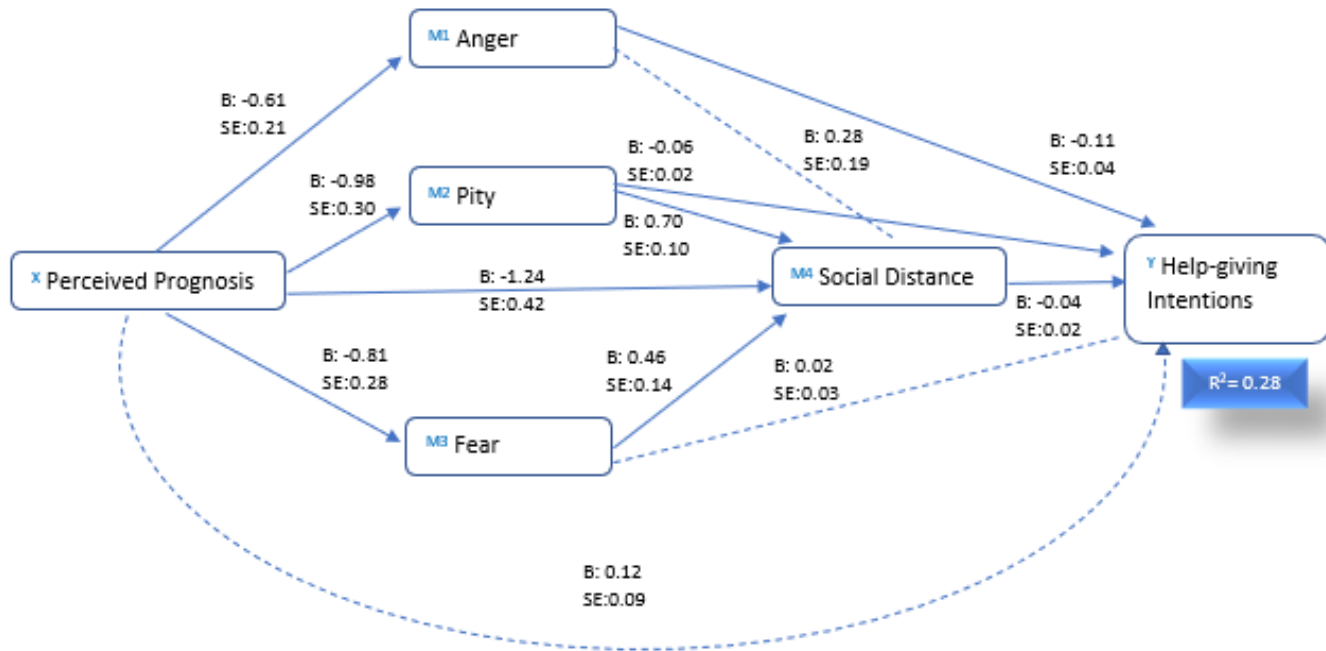 M1 Anger
B: -0.61
SE:0.21
B: 0.28
SE:0.19
B: -0.11
SE:0.04
B: -0.06
SE:0.02
B: -0.98
SE:0.30
M2 Pity
B: 0.70
SE:0.10
X Perceived Prognosis
B: -1.24
SE:0.42
M4 Social Distance
B: -0.04
SE:0.02
Y Help-giving
Intentions
B: -0.81
SE:0.28
B: 0.46
SE:0.14
B: 0.02
SE:0.03
R²= 0.28
M3 Fear
B: 0.12
SE:0.09